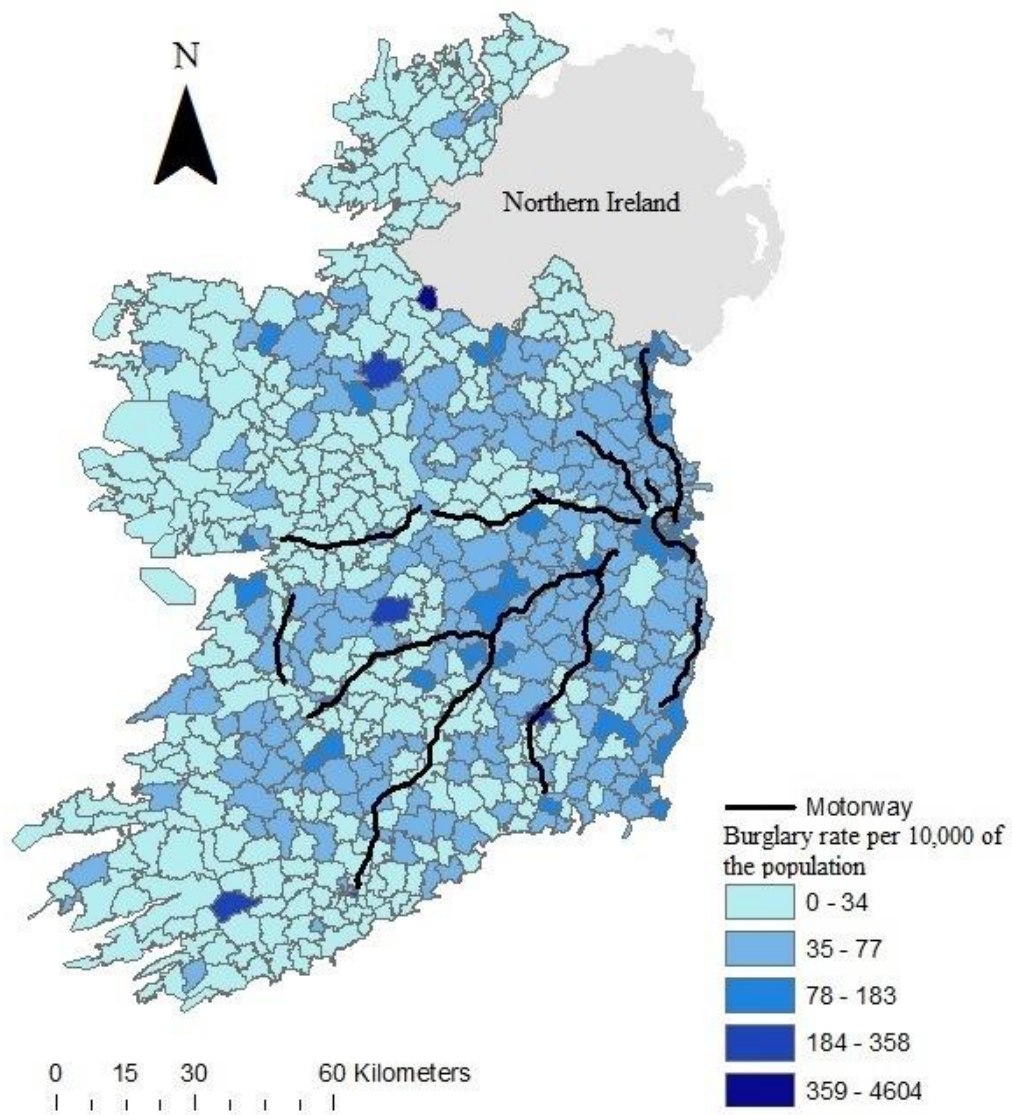 N
Northern Ireland
Motorway
Burglary rate per 10,000 of
the population
0 - 34
35 - 77
78 - 183
184 - 358
359 - 4604
0 15 30 60 Kilometers